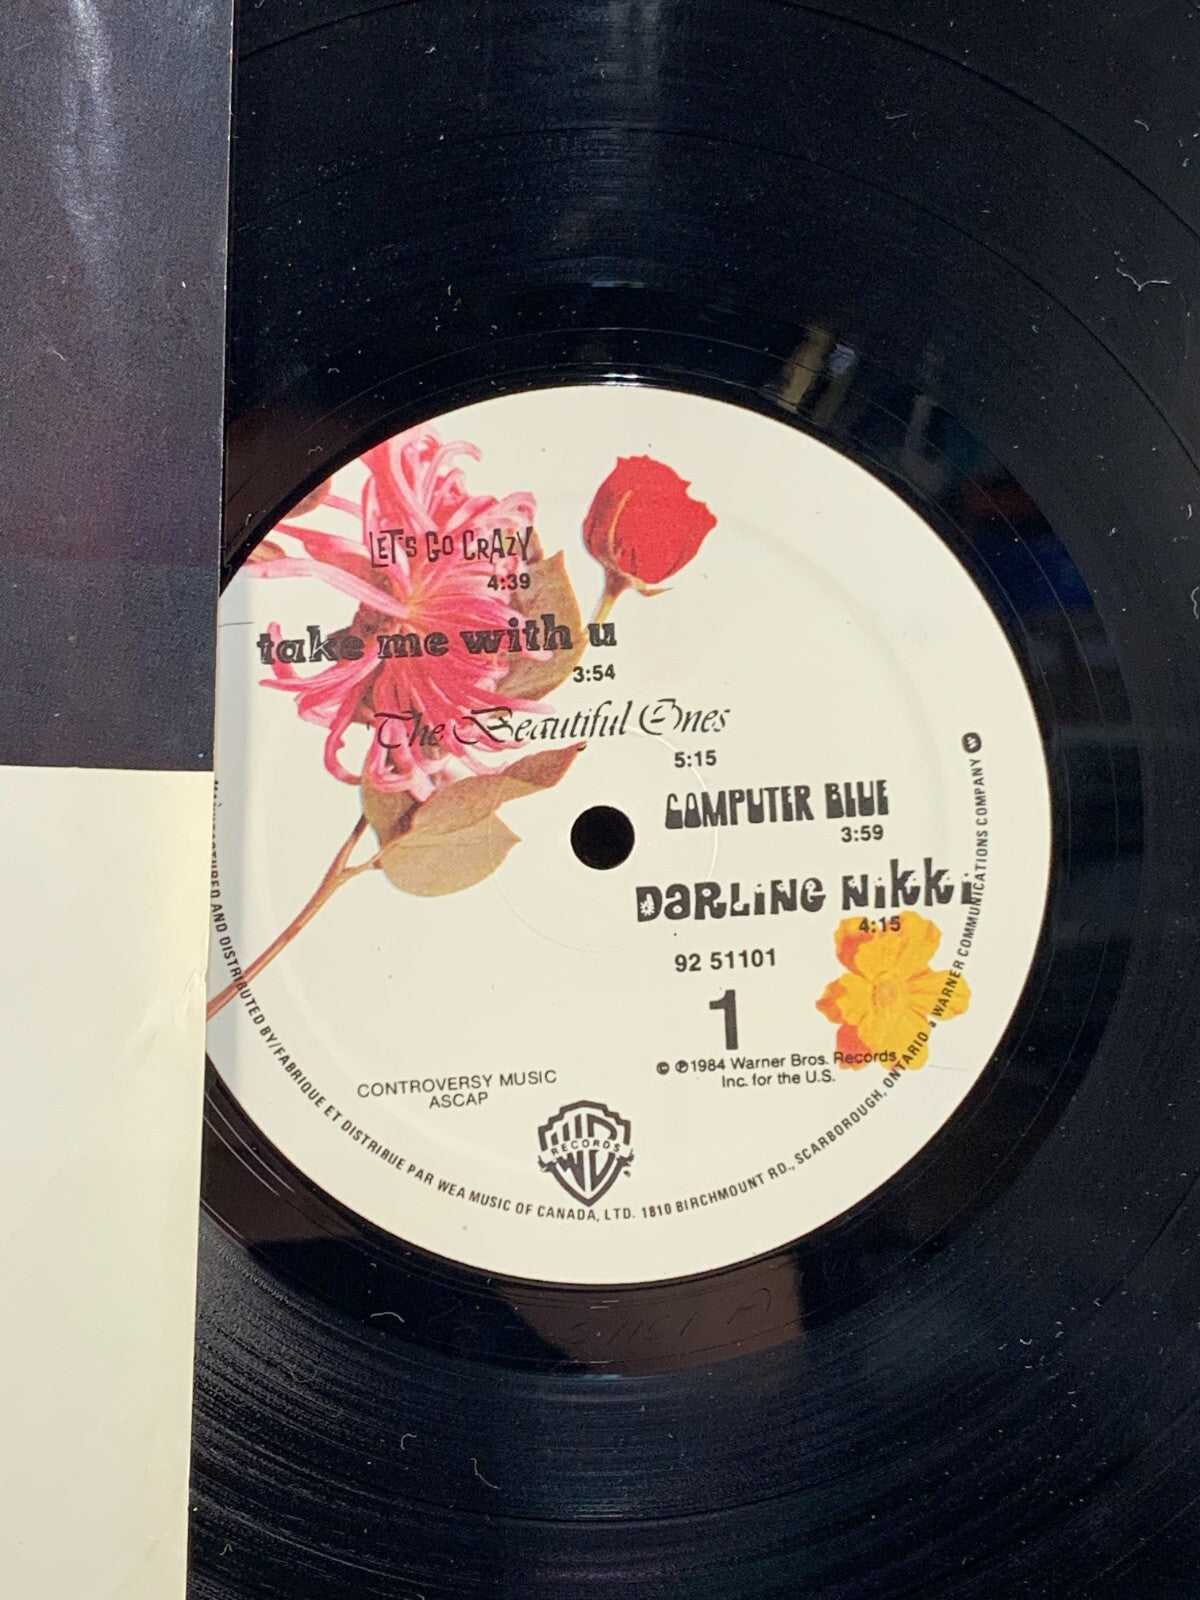 LET'S GO CRAZY
4:39
take me with u
3:54
The Beautiful Ones
5:15
COMPUTER BLUE
3:59
DARLING NIKKI
4:15
92 51101
1
© ℗1984 Warner Bros. Records
Inc. for the U.S.
CONTROVERSY MUSIC
ASCAP
WB RECORDS
MANUFACTURED AND DISTRIBUTED BY/FABRIQUE ET DISTRIBUE PAR WEA MUSIC OF CANADA, LTD. 1810 BIRCHMOUNT RD., SCARBOROUGH, ONTARIO a WARNER COMMUNICATIONS COMPANY